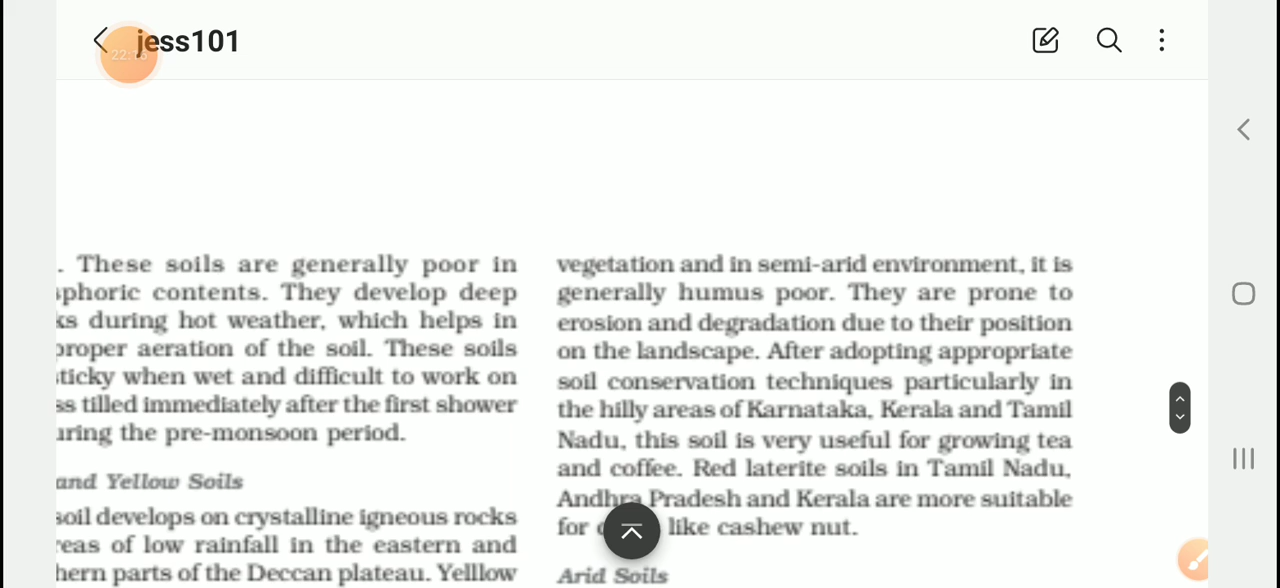 jess101
22:16
. These soils are generally poor in
sphoric contents. They develop deep
ks during hot weather, which helps in
proper aeration of the soil. These soils
sticky when wet and difficult to work on
ss tilled immediately after the first shower
uring the pre-monsoon period.
and Yellow Soils
soil develops on crystalline igneous rocks
reas of low rainfall in the eastern and
hern parts of the Deccan plateau. Yelllow
vegetation and in semi-arid environment, it is
generally humus poor. They are prone to
erosion and degradation due to their position
on the landscape. After adopting appropriate
soil conservation techniques particularly in
the hilly areas of Karnataka, Kerala and Tamil
Nadu, this soil is very useful for growing tea
and coffee. Red laterite soils in Tamil Nadu,
Andhra Pradesh and Kerala are more suitable
for like cashew nut.
Arid Soils